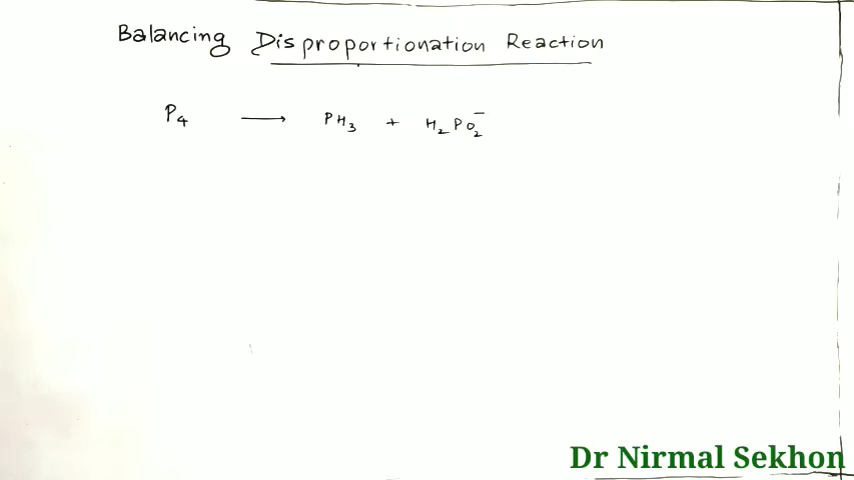 Balancing Disproportionation Reaction
P₄ ⟶ PH₃ + H₂PO₂⁻
Dr Nirmal Sekhon